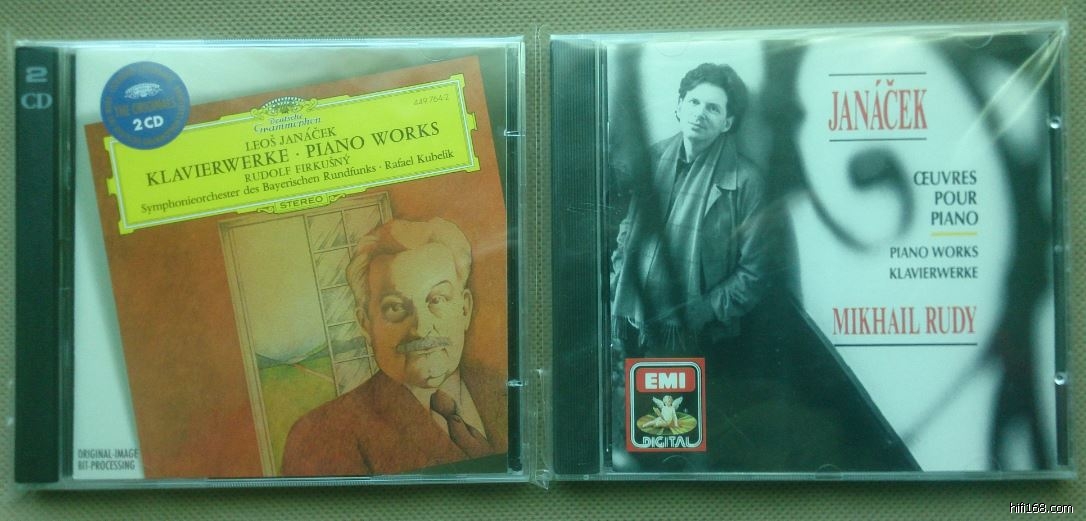 2
CD
THE ORIGINALS
2 CD
449 764-2
Deutsche
Grammophon
LEOŠ JANÁČEK
KLAVIERWERKE · PIANO WORKS
RUDOLF FIRKUŠNÝ
Symphonieorchester des Bayerischen Rundfunks · Rafael Kubelik
STEREO
ORIGINAL-IMAGE
BIT-PROCESSING
JANÁČEK
ŒUVRES
POUR
PIANO
PIANO WORKS
KLAVIERWERKE
MIKHAIL RUDY
EMI
DIGITAL
hifi168.com